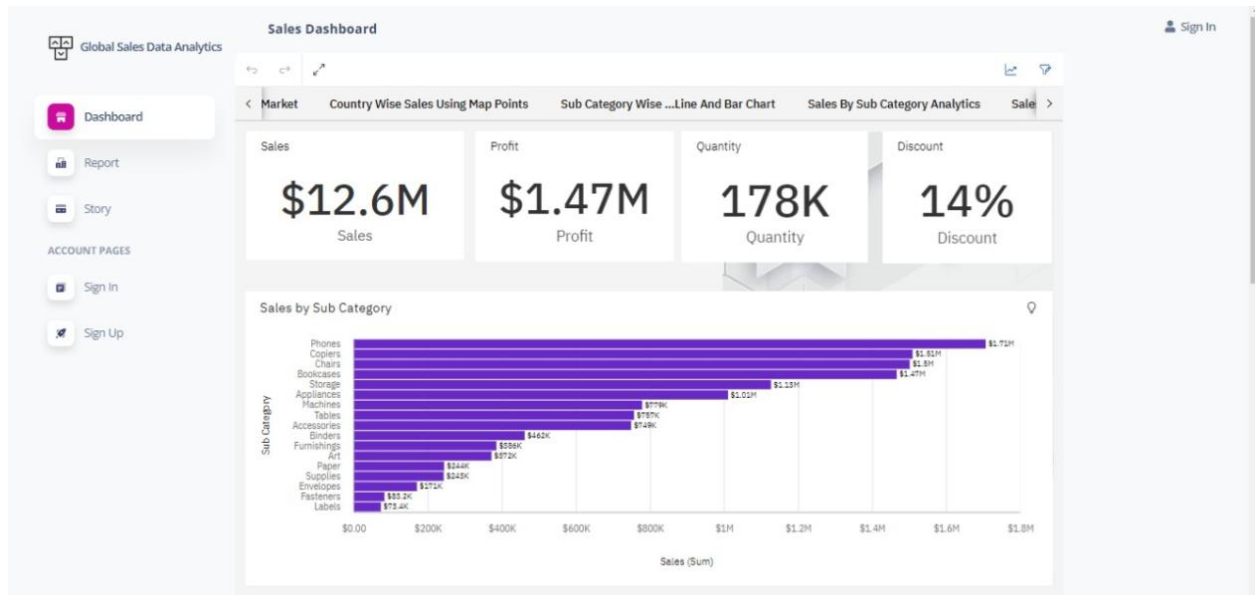 Sales Dashboard
Sign In
Global Sales Data Analytics
Dashboard
Report
Story
ACCOUNT PAGES
Sign In
Sign Up
Market Country Wise Sales Using Map Points Sub Category Wise ...Line And Bar Chart Sales By Sub Category Analytics Sale
Sales Profit Quantity Discount
$12.6M $1.47M 178K 14%
Sales Profit Quantity Discount
Sales by Sub Category
Sub Category
Phones $1.71M
Copiers $1.51M
Chairs $1.5M
Bookcases $1.47M
Storage $1.13M
Appliances $1.01M
Machines $779K
Tables $757K
Accessories $749K
Binders $462K
Furnishings
Art $372K
Paper $244K
Supplies $243K
Envelopes $171K
Fasteners $83.2K
Labels $73.4K
$0.00 $200K $400K $600K $800K $1M $1.2M $1.4M $1.6M $1.8M
Sales (Sum)